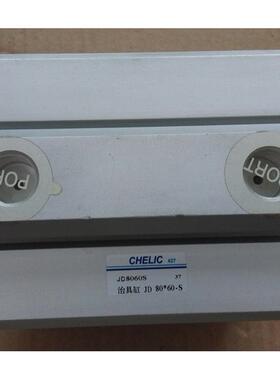 PORT
PORT
CHELIC
JD8060S
治具缸 JD 80*60-S